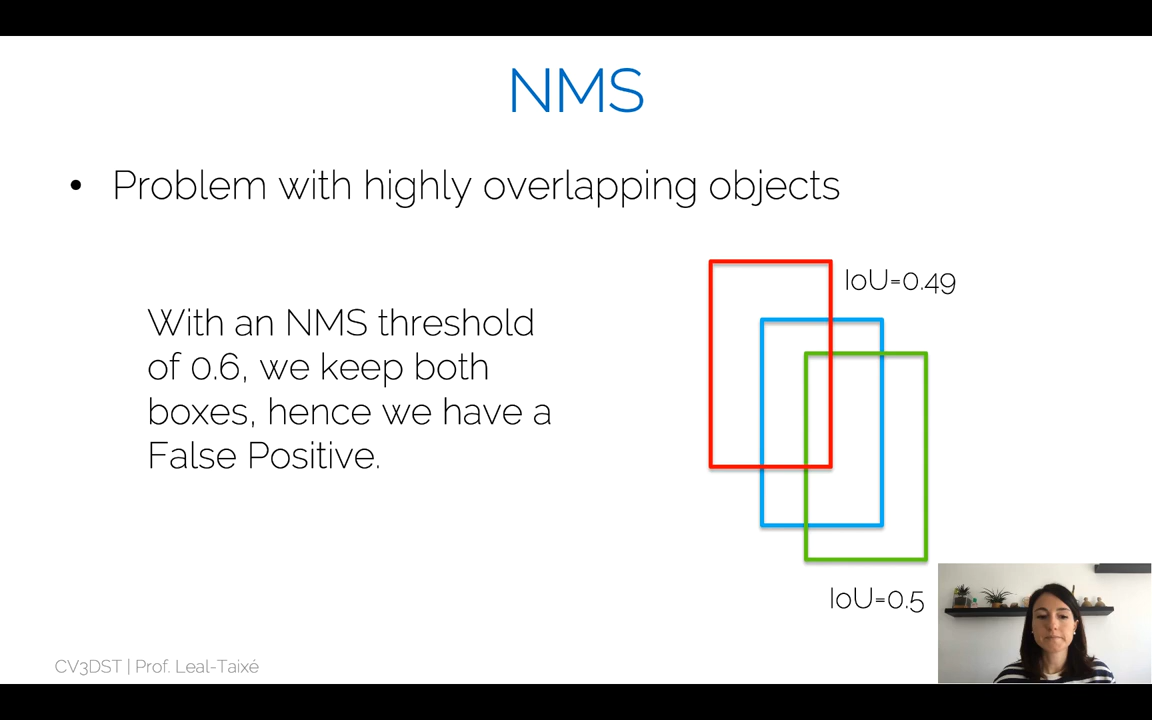 NMS
• Problem with highly overlapping objects
IoU=0.49
With an NMS threshold
of 0.6, we keep both
boxes, hence we have a
False Positive.
IoU=0.5
CV3DST | Prof. Leal-Taixé